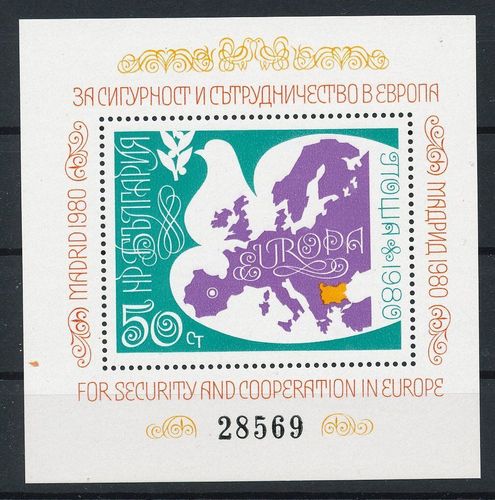 ЗА СИГУРНОСТ И СЪТРУДНИЧЕСТВО В ЕВРОПА
MADRID 1980
НР БЪЛГАРИЯ
EUROPA
ПОЩА 1980
МАДРИД 1980
50 СТ
FOR SECURITY AND COOPERATION IN EUROPE
28569